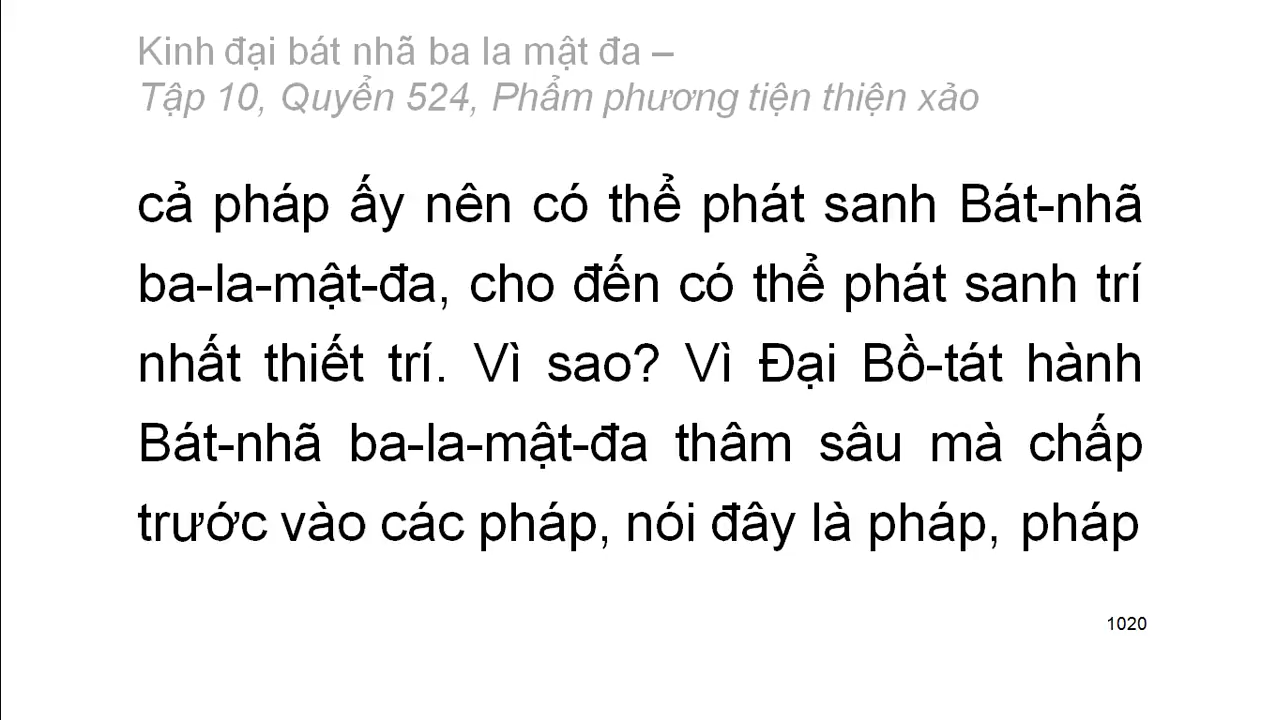 Kinh đại bát nhã ba la mật đa –
Tập 10, Quyển 524, Phẩm phương tiện thiện xảo
cả pháp ấy nên có thể phát sanh Bát-nhã
ba-la-mật-đa, cho đến có thể phát sanh trí
nhất thiết trí. Vì sao? Vì Đại Bồ-tát hành
Bát-nhã ba-la-mật-đa thâm sâu mà chấp
trước vào các pháp, nói đây là pháp, pháp
1020